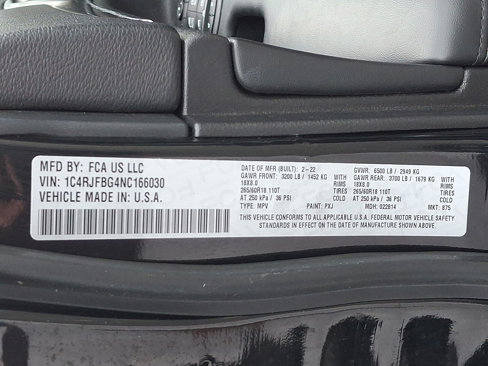 MFD BY: FCA US LLC
VIN: 1C4RJFBG4NC166030
VEHICLE MADE IN: U.S.A.
DATE OF MFR (BUILT): 2-22 GVWR: 6500 LB / 2949 KG
GAWR FRONT: 3200 LB / 1452 KG GAWR REAR: 3700 LB / 1679 KG
18X8.0 RIMS 18X8.0 RIMS
265/60R18 110T TIRES 265/60R18 110T TIRES
AT 250 kPa / 36 PSI COLD AT 250 kPa / 36 PSI COLD
TYPE: MPV PAINT: PXJ MDH: 022814 MKT: 875
THIS VEHICLE CONFORMS TO ALL APPLICABLE U.S.A. FEDERAL MOTOR VEHICLE SAFETY
STANDARDS IN EFFECT ON THE DATE OF MANUFACTURE SHOWN ABOVE